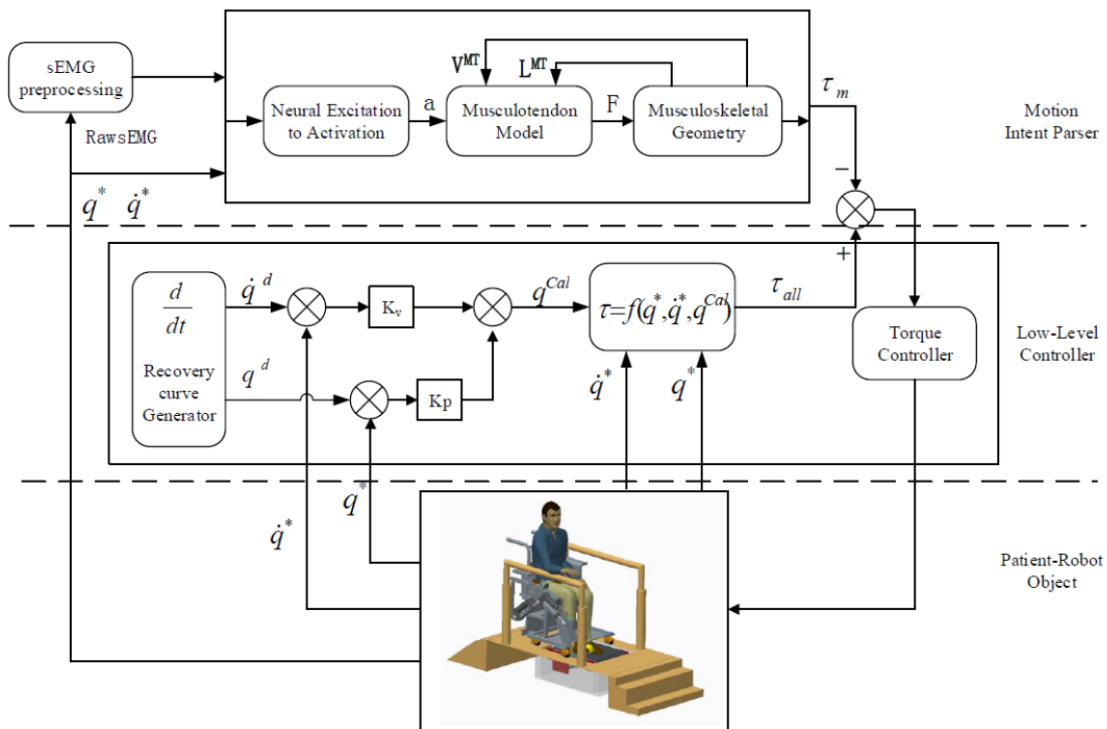 sEMG
preprocessing
RawsEMG
q* q̇*
Neural Excitation
to Activation
a
V^MT
L^MT
Musculotendon
Model
F
Musculoskeletal
Geometry
τ_m
−
+
Motion
Intent Parser
d
dt
Recovery
curve
Generator
q̇^d
q^d
K_v
Kp
q^Cal
τ=f(q*,q̇*,q^Cal)
τ_all
q̇*
q*
Torque
Controller
Low-Level
Controller
q*
q̇*
Patient-Robot
Object